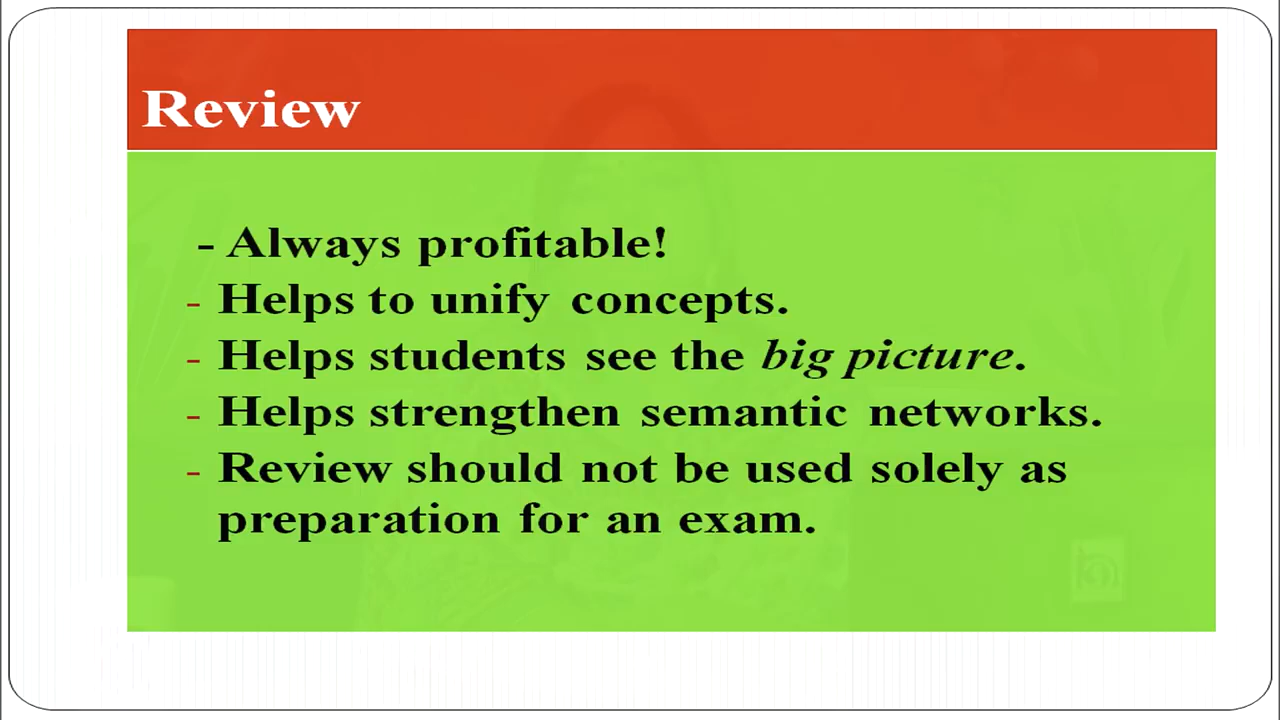 Review
- Always profitable!
- Helps to unify concepts.
- Helps students see the big picture.
- Helps strengthen semantic networks.
- Review should not be used solely as
preparation for an exam.